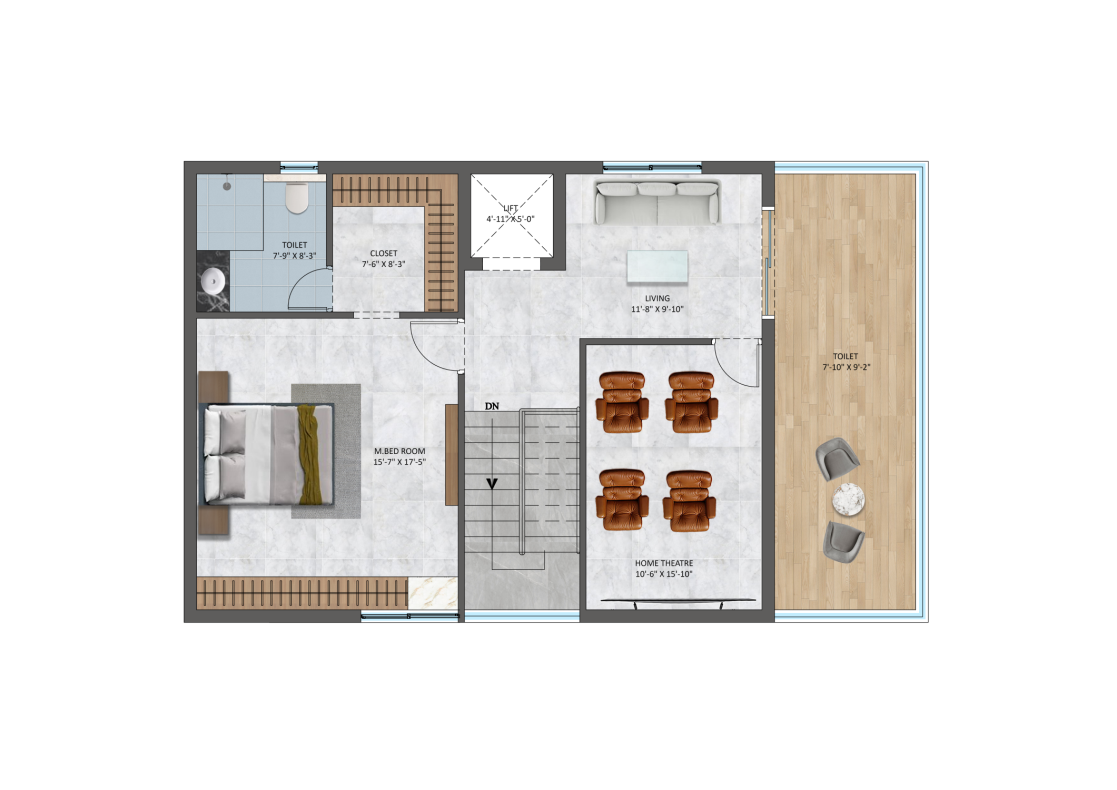 LIFT
4'-11" X 5'-0"
TOILET
7'-9" X 8'-3"
CLOSET
7'-6" X 8'-3"
LIVING
11'-8" X 9'-10"
TOILET
7'-10" X 9'-2"
DN
M.BED ROOM
15'-7" X 17'-5"
HOME THEATRE
10'-6" X 15'-10"